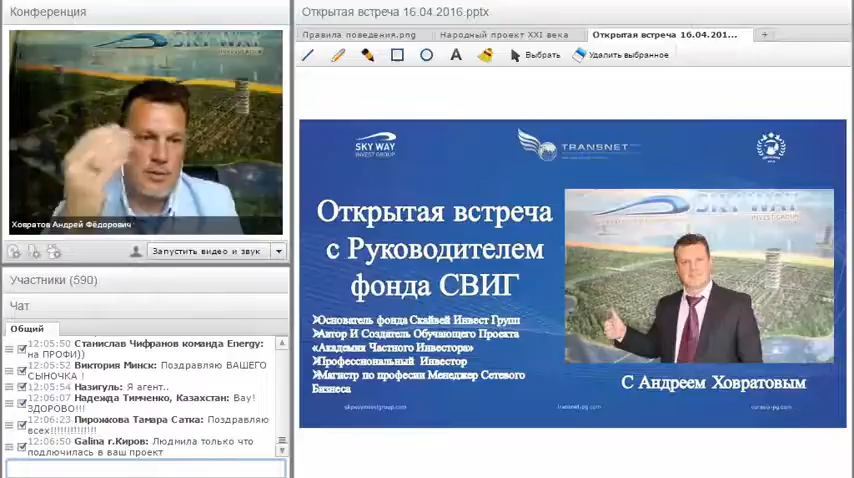 Конференция
SKY WAY
Ховратов Андрей Фёдорович
Запустить видео и звук
Участники (590)
Чат
Общий
12:05:50 Станислав Чифранов команда Energy:
на ПРОФИ))
12:05:52 Виктория Минск: Поздравляю ВАШЕГО
СЫНОЧКА !
12:05:54 Назигуль: Я агент..
12:06:07 Надежда Тимченко, Казахстан: Вау!
ЗДОРОВО!!!
12:06:23 Пирожкова Тамара Сатка: Поздравляю
всех!!!!!!!!!!!!!!
12:06:50 Galina г.Киров: Людмила только что
подлючилась в ваш проект
Открытая встреча 16.04.2016.pptx
Правила поведения.png
Народный проект XXI века
Открытая встреча 16.04.201...
+
A
Выбрать
Удалить выбранное
SKY WAY
INVEST GROUP
TRANSNET
Открытая встреча
с Руководителем
фонда СВИГ
Основатель фонда Скайвей Инвест Групп
Автор И Создатель Обучающего Проекта
«Академия Частного Инвестора»
Профессиональный Инвестор
Магистр по професии Менеджер Сетевого
Бизнеса
SKY WAY
INVEST GROUP
С Андреем Ховратовым
skywayinvestgroup.com
transnet-pg.com